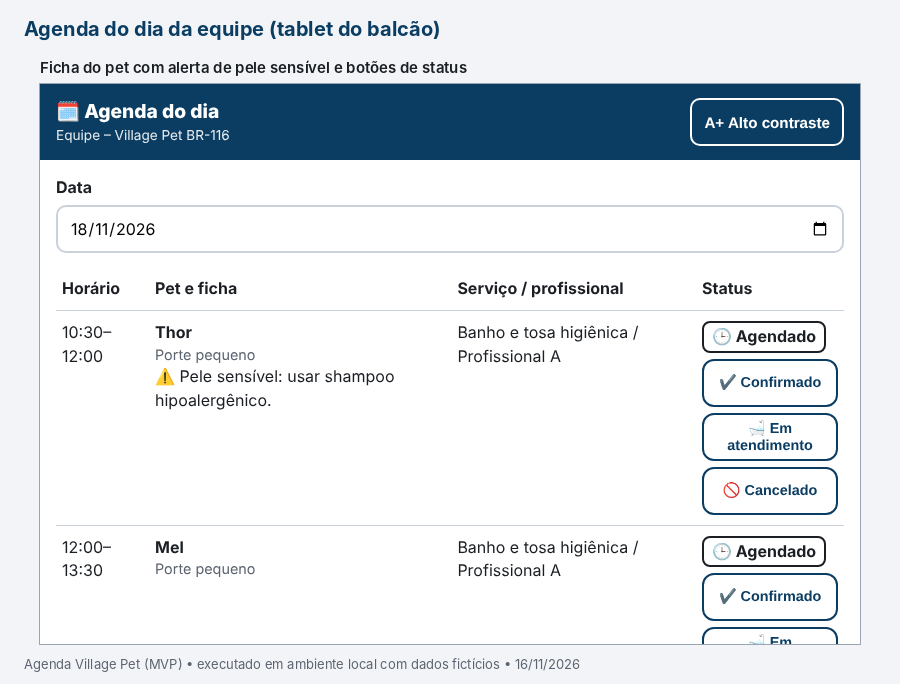 Agenda do dia da equipe (tablet do balcão)
Ficha do pet com alerta de pele sensível e botões de status
🗓️ Agenda do dia
Equipe – Village Pet BR-116
A+ Alto contraste
Data
18/11/2026
Horário Pet e ficha Serviço / profissional Status
10:30–
12:00
Thor
Porte pequeno
⚠️ Pele sensível: usar shampoo
hipoalergênico.
Banho e tosa higiênica /
Profissional A
🕒 Agendado
✔️ Confirmado
🛁 Em
atendimento
🚫 Cancelado
12:00–
13:30
Mel
Porte pequeno
Banho e tosa higiênica /
Profissional A
🕒 Agendado
✔️ Confirmado
🛁 Em
Agenda Village Pet (MVP) • executado em ambiente local com dados fictícios • 16/11/2026